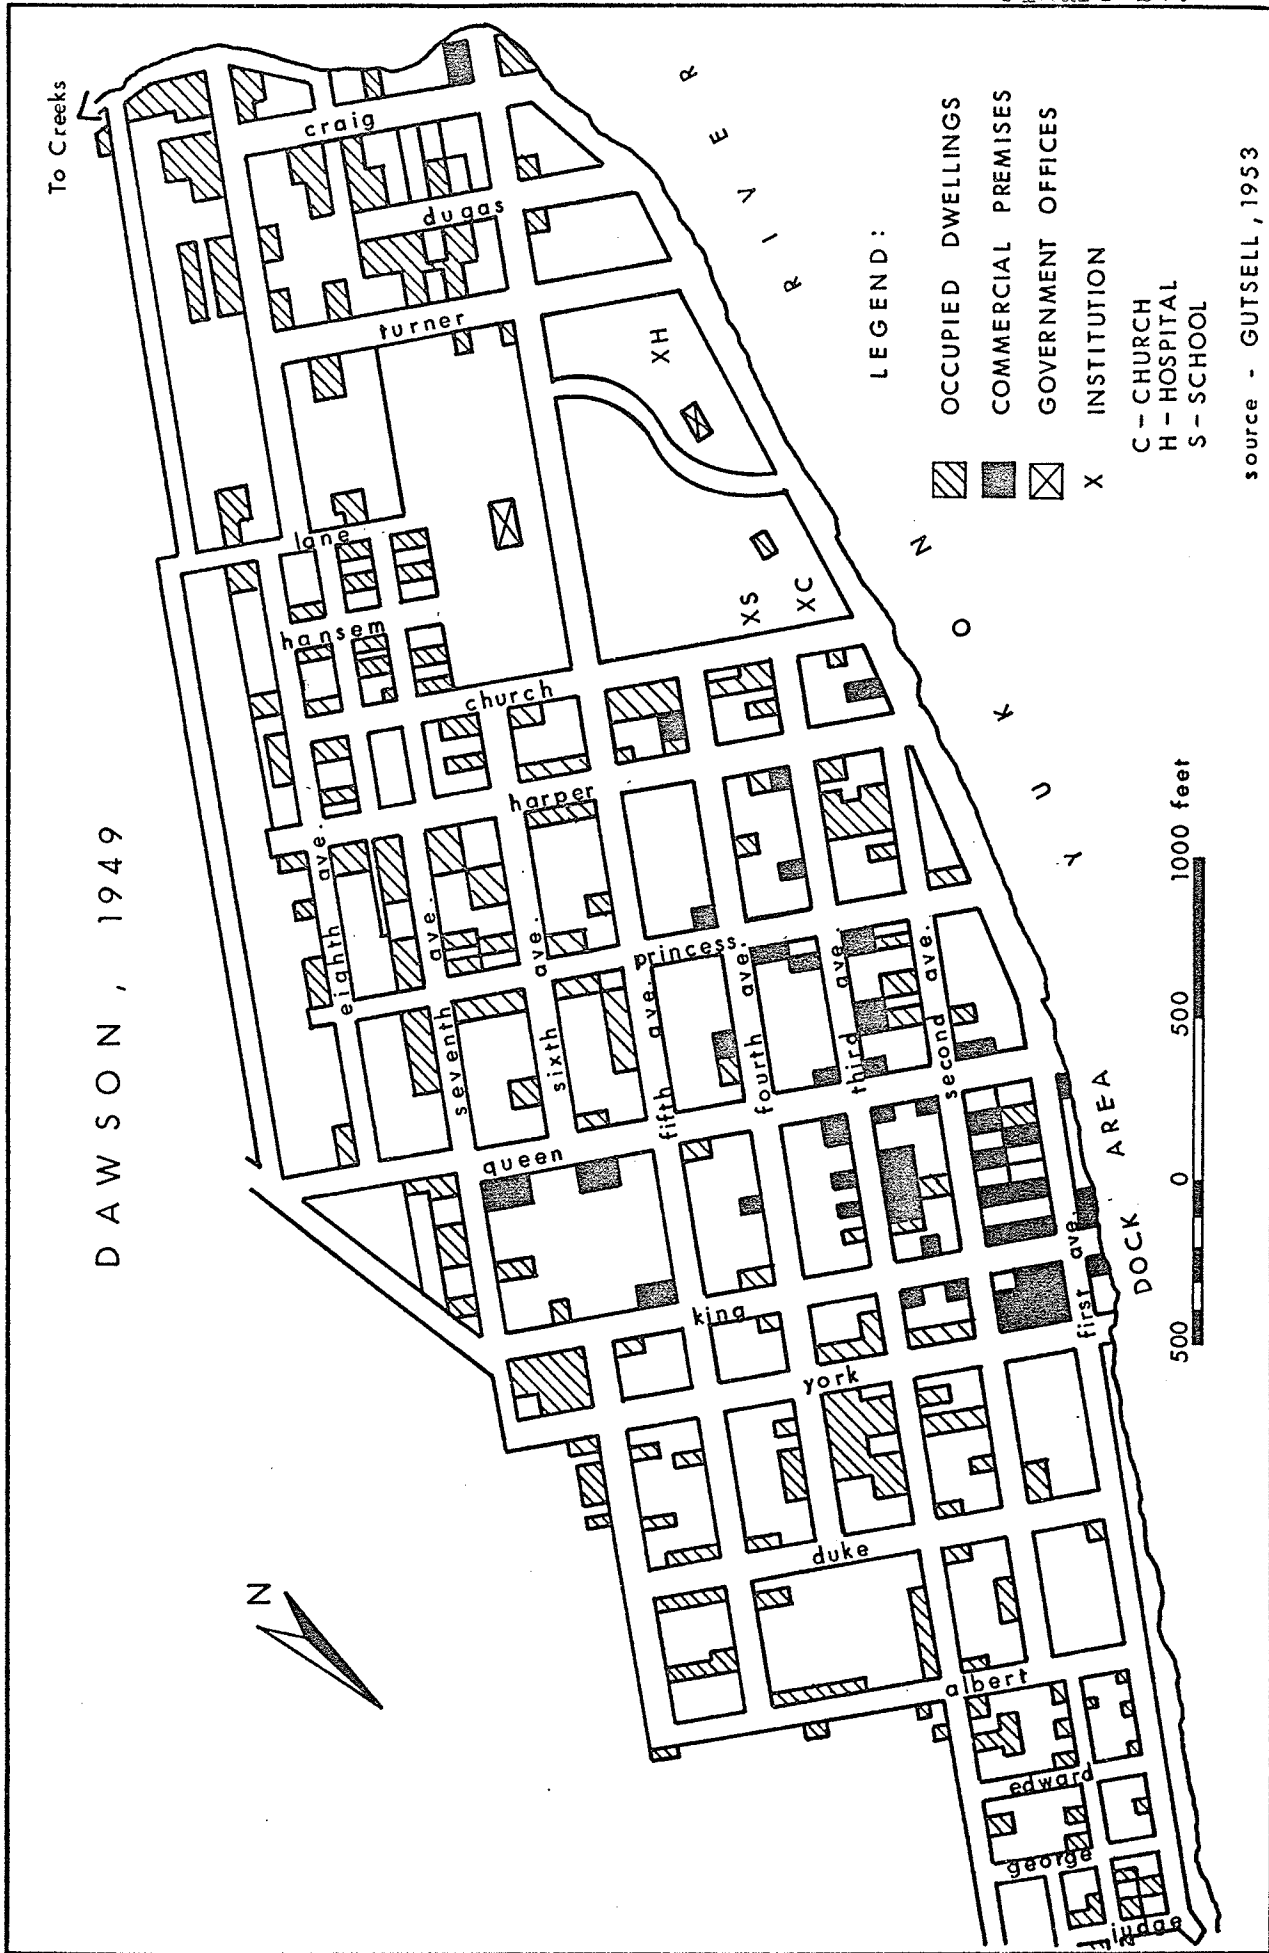 DAWSON, 1949
To Creeks
craig
dugas
turner
lane
hansem
church
harper
princess.
queen
king
york
duke
albert
edward
george
judge
eighth ave.
seventh ave.
sixth ave.
fifth ave.
fourth ave.
third ave.
second ave.
first ave.
DOCK AREA
YUKON RIVER
XH
XS
XC
N
500 0 500 1000 feet
LEGEND:
OCCUPIED DWELLINGS
COMMERCIAL PREMISES
GOVERNMENT OFFICES
X INSTITUTION
C - CHURCH
H - HOSPITAL
S - SCHOOL
source - GUTSELL, 1953